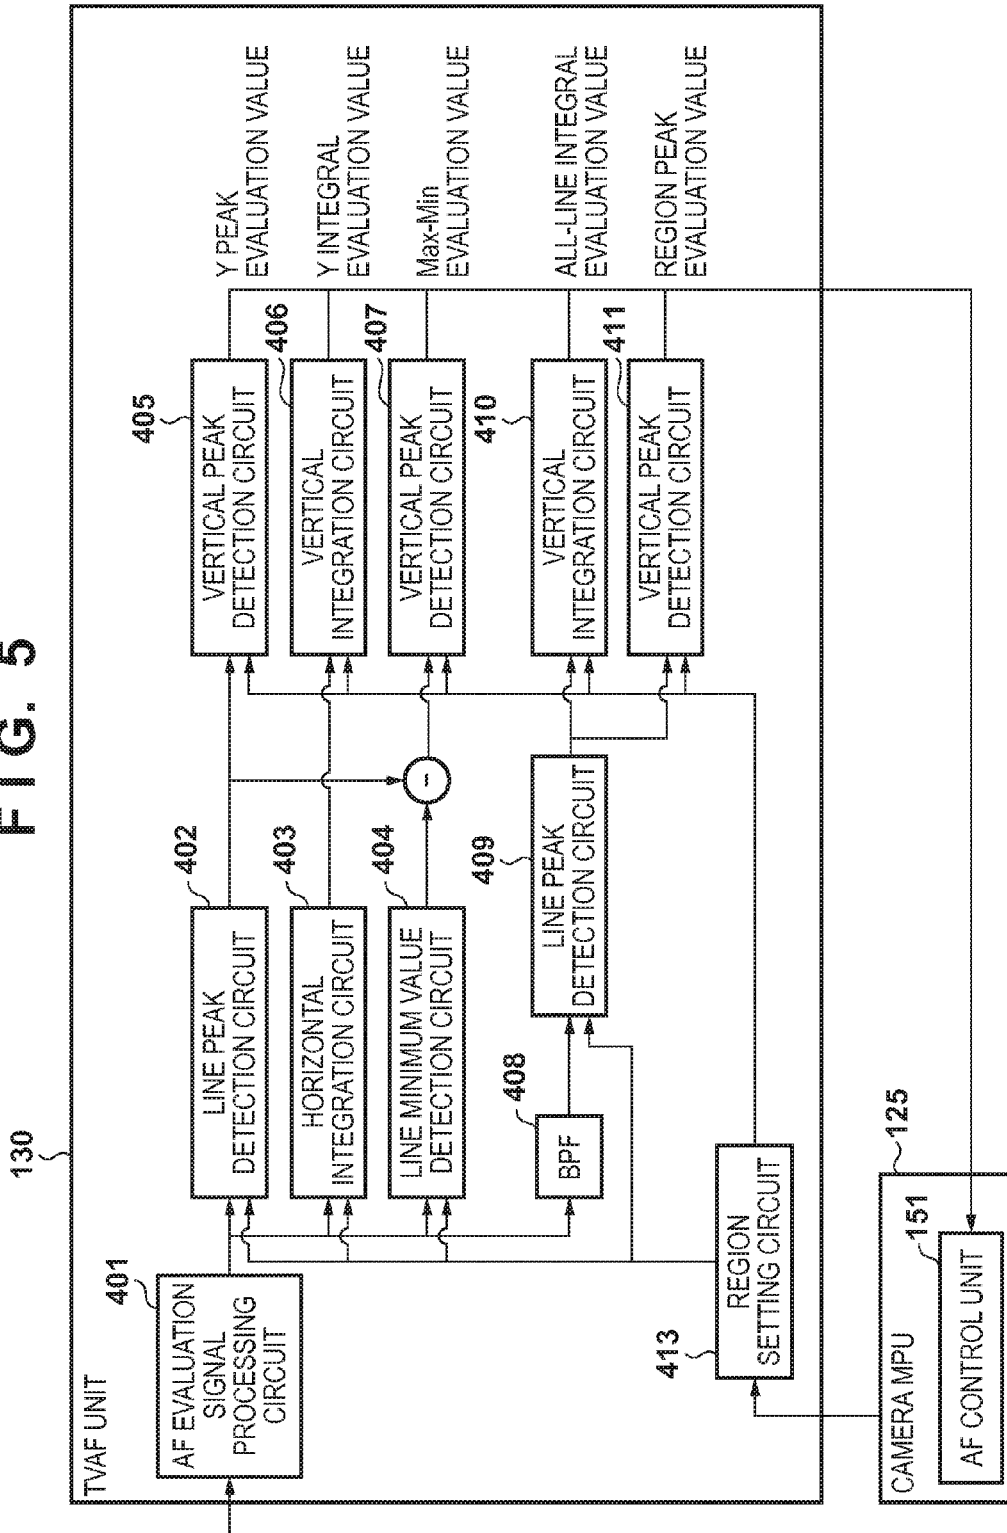 FIG. 5
130
TVAF UNIT
401
AF EVALUATION
SIGNAL
PROCESSING
CIRCUIT
402
LINE PEAK
DETECTION CIRCUIT
403
HORIZONTAL
INTEGRATION CIRCUIT
404
LINE MINIMUM VALUE
DETECTION CIRCUIT
−
405
VERTICAL PEAK
DETECTION CIRCUIT
406
VERTICAL
INTEGRATION CIRCUIT
407
VERTICAL PEAK
DETECTION CIRCUIT
408
BPF
409
LINE PEAK
DETECTION CIRCUIT
410
VERTICAL
INTEGRATION CIRCUIT
411
VERTICAL PEAK
DETECTION CIRCUIT
Y PEAK
EVALUATION VALUE
Y INTEGRAL
EVALUATION VALUE
Max-Min
EVALUATION VALUE
ALL-LINE INTEGRAL
EVALUATION VALUE
REGION PEAK
EVALUATION VALUE
413
REGION
SETTING CIRCUIT
125
CAMERA MPU
151
AF CONTROL UNIT